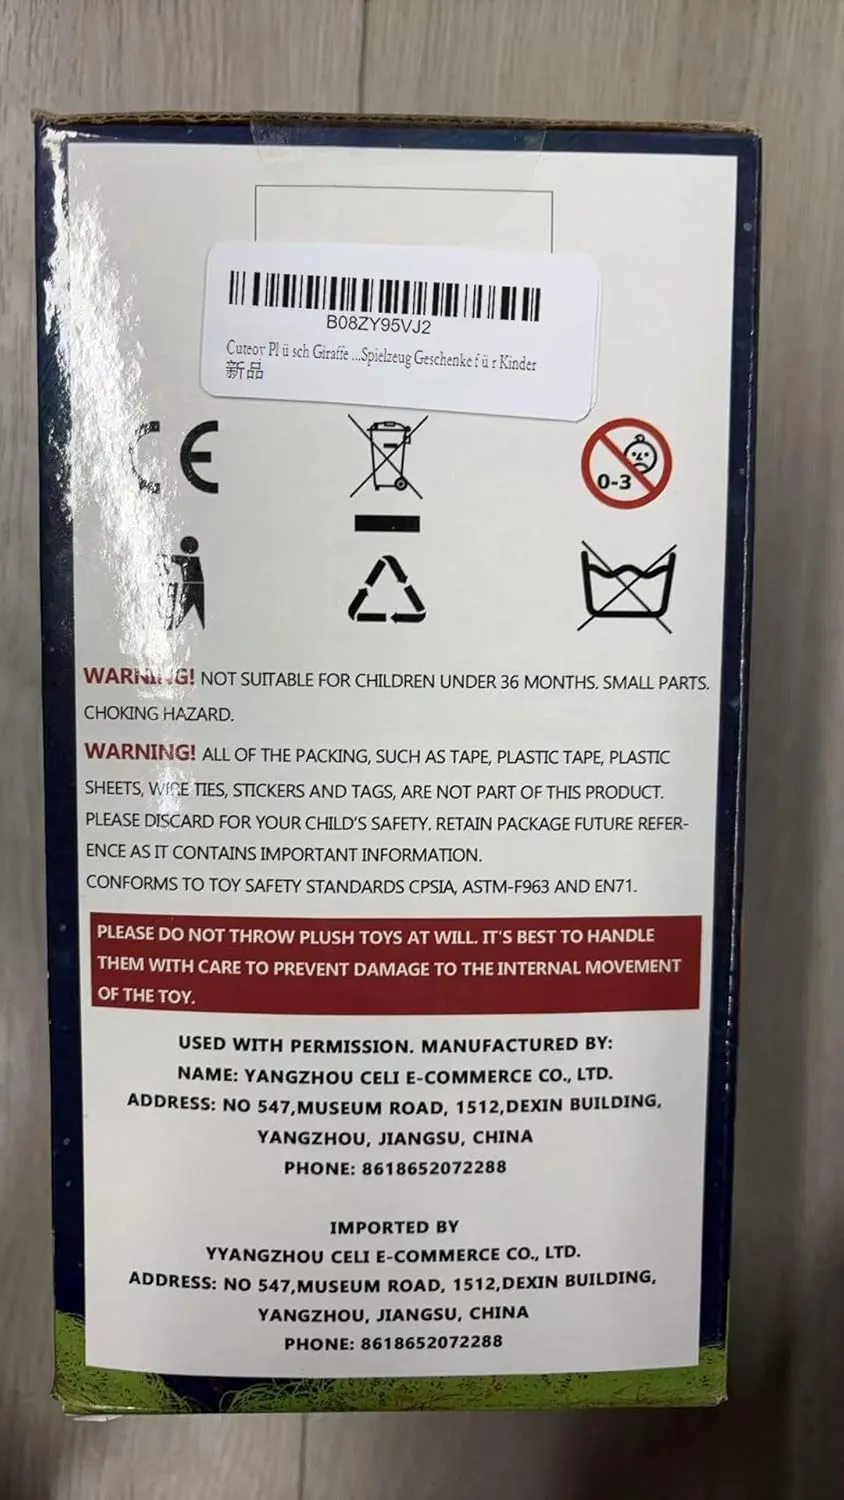 B08ZY95VJ2
Cuteoy Pl ü sch Giraffe ...Spielzeug Geschenke f ü r Kinder
新品
CE
0-3
WARNING! NOT SUITABLE FOR CHILDREN UNDER 36 MONTHS. SMALL PARTS.
CHOKING HAZARD.
WARNING! ALL OF THE PACKING, SUCH AS TAPE, PLASTIC TAPE, PLASTIC
SHEETS, WIRE TIES, STICKERS AND TAGS, ARE NOT PART OF THIS PRODUCT.
PLEASE DISCARD FOR YOUR CHILD'S SAFETY. RETAIN PACKAGE FUTURE REFER-
ENCE AS IT CONTAINS IMPORTANT INFORMATION.
CONFORMS TO TOY SAFETY STANDARDS CPSIA, ASTM-F963 AND EN71.
PLEASE DO NOT THROW PLUSH TOYS AT WILL. IT'S BEST TO HANDLE
THEM WITH CARE TO PREVENT DAMAGE TO THE INTERNAL MOVEMENT
OF THE TOY.
USED WITH PERMISSION. MANUFACTURED BY:
NAME: YANGZHOU CELI E-COMMERCE CO., LTD.
ADDRESS: NO 547,MUSEUM ROAD, 1512,DEXIN BUILDING,
YANGZHOU, JIANGSU, CHINA
PHONE: 8618652072288
IMPORTED BY
YYANGZHOU CELI E-COMMERCE CO., LTD.
ADDRESS: NO 547,MUSEUM ROAD, 1512,DEXIN BUILDING,
YANGZHOU, JIANGSU, CHINA
PHONE: 8618652072288